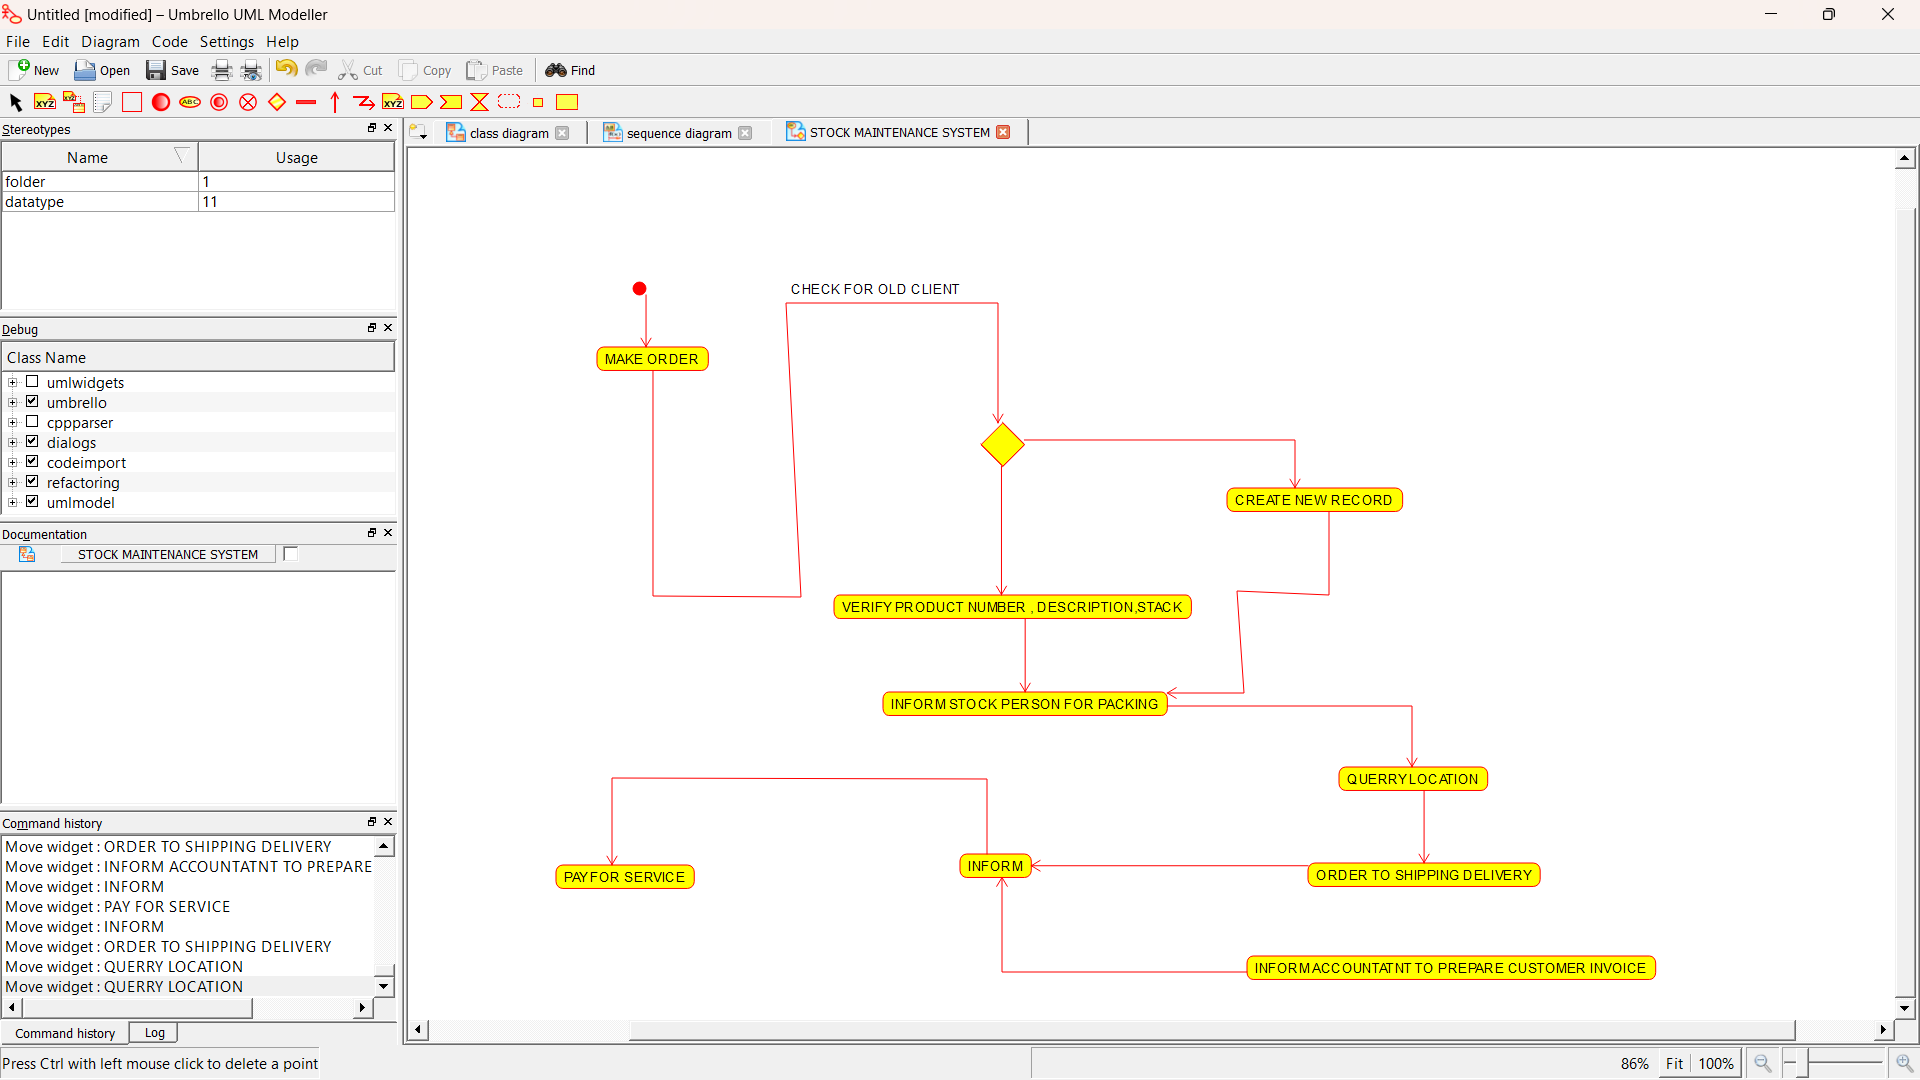 Untitled [modified] – Umbrello UML Modeller
File Edit Diagram Code Settings Help
New Open Save Cut Copy Paste Find
XYZ XYZ ABC XYZ
Stereotypes
Name Usage
folder 1
datatype 11
Debug
Class Name
umlwidgets
umbrello
cppparser
dialogs
codeimport
refactoring
umlmodel
Documentation
STOCK MAINTENANCE SYSTEM
Command history
Move widget : ORDER TO SHIPPING DELIVERY
Move widget : INFORM ACCOUNTATNT TO PREPARE
Move widget : INFORM
Move widget : PAY FOR SERVICE
Move widget : INFORM
Move widget : ORDER TO SHIPPING DELIVERY
Move widget : QUERRY LOCATION
Move widget : QUERRY LOCATION
Command history Log
class diagram sequence diagram STOCK MAINTENANCE SYSTEM
CHECK FOR OLD CLIENT
MAKE ORDER
CREATE NEW RECORD
VERIFY PRODUCT NUMBER , DESCRIPTION,STACK
INFORM STOCK PERSON FOR PACKING
QUERRY LOCATION
INFORM
PAY FOR SERVICE
ORDER TO SHIPPING DELIVERY
INFORM ACCOUNTATNT TO PREPARE CUSTOMER INVOICE
Press Ctrl with left mouse click to delete a point
86% Fit 100%